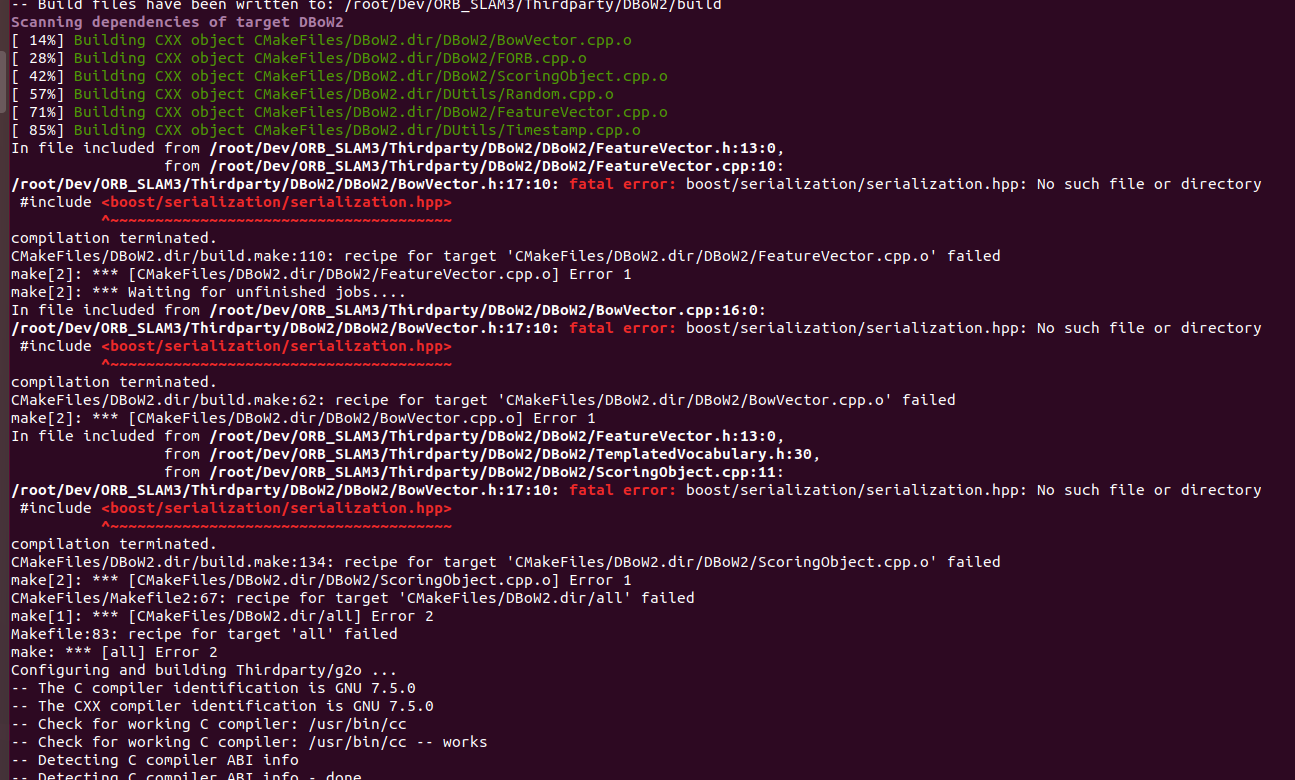 -- Build files have been written to: /root/Dev/ORB_SLAM3/Thirdparty/DBoW2/build
Scanning dependencies of target DBoW2
[ 14%] Building CXX object CMakeFiles/DBoW2.dir/DBoW2/BowVector.cpp.o
[ 28%] Building CXX object CMakeFiles/DBoW2.dir/DBoW2/FORB.cpp.o
[ 42%] Building CXX object CMakeFiles/DBoW2.dir/DBoW2/ScoringObject.cpp.o
[ 57%] Building CXX object CMakeFiles/DBoW2.dir/DUtils/Random.cpp.o
[ 71%] Building CXX object CMakeFiles/DBoW2.dir/DBoW2/FeatureVector.cpp.o
[ 85%] Building CXX object CMakeFiles/DBoW2.dir/DUtils/Timestamp.cpp.o
In file included from /root/Dev/ORB_SLAM3/Thirdparty/DBoW2/DBoW2/FeatureVector.h:13:0,
                 from /root/Dev/ORB_SLAM3/Thirdparty/DBoW2/DBoW2/FeatureVector.cpp:10:
/root/Dev/ORB_SLAM3/Thirdparty/DBoW2/DBoW2/BowVector.h:17:10: fatal error: boost/serialization/serialization.hpp: No such file or directory
 #include <boost/serialization/serialization.hpp>
          ^~~~~~~~~~~~~~~~~~~~~~~~~~~~~~~~~~~~~~~
compilation terminated.
CMakeFiles/DBoW2.dir/build.make:110: recipe for target 'CMakeFiles/DBoW2.dir/DBoW2/FeatureVector.cpp.o' failed
make[2]: *** [CMakeFiles/DBoW2.dir/DBoW2/FeatureVector.cpp.o] Error 1
make[2]: *** Waiting for unfinished jobs....
In file included from /root/Dev/ORB_SLAM3/Thirdparty/DBoW2/DBoW2/BowVector.cpp:16:0:
/root/Dev/ORB_SLAM3/Thirdparty/DBoW2/DBoW2/BowVector.h:17:10: fatal error: boost/serialization/serialization.hpp: No such file or directory
 #include <boost/serialization/serialization.hpp>
          ^~~~~~~~~~~~~~~~~~~~~~~~~~~~~~~~~~~~~~~
compilation terminated.
CMakeFiles/DBoW2.dir/build.make:62: recipe for target 'CMakeFiles/DBoW2.dir/DBoW2/BowVector.cpp.o' failed
make[2]: *** [CMakeFiles/DBoW2.dir/DBoW2/BowVector.cpp.o] Error 1
In file included from /root/Dev/ORB_SLAM3/Thirdparty/DBoW2/DBoW2/FeatureVector.h:13:0,
                 from /root/Dev/ORB_SLAM3/Thirdparty/DBoW2/DBoW2/TemplatedVocabulary.h:30,
                 from /root/Dev/ORB_SLAM3/Thirdparty/DBoW2/DBoW2/ScoringObject.cpp:11:
/root/Dev/ORB_SLAM3/Thirdparty/DBoW2/DBoW2/BowVector.h:17:10: fatal error: boost/serialization/serialization.hpp: No such file or directory
 #include <boost/serialization/serialization.hpp>
          ^~~~~~~~~~~~~~~~~~~~~~~~~~~~~~~~~~~~~~~
compilation terminated.
CMakeFiles/DBoW2.dir/build.make:134: recipe for target 'CMakeFiles/DBoW2.dir/DBoW2/ScoringObject.cpp.o' failed
make[2]: *** [CMakeFiles/DBoW2.dir/DBoW2/ScoringObject.cpp.o] Error 1
CMakeFiles/Makefile2:67: recipe for target 'CMakeFiles/DBoW2.dir/all' failed
make[1]: *** [CMakeFiles/DBoW2.dir/all] Error 2
Makefile:83: recipe for target 'all' failed
make: *** [all] Error 2
Configuring and building Thirdparty/g2o ...
-- The C compiler identification is GNU 7.5.0
-- The CXX compiler identification is GNU 7.5.0
-- Check for working C compiler: /usr/bin/cc
-- Check for working C compiler: /usr/bin/cc -- works
-- Detecting C compiler ABI info
-- Detecting C compiler ABI info - done